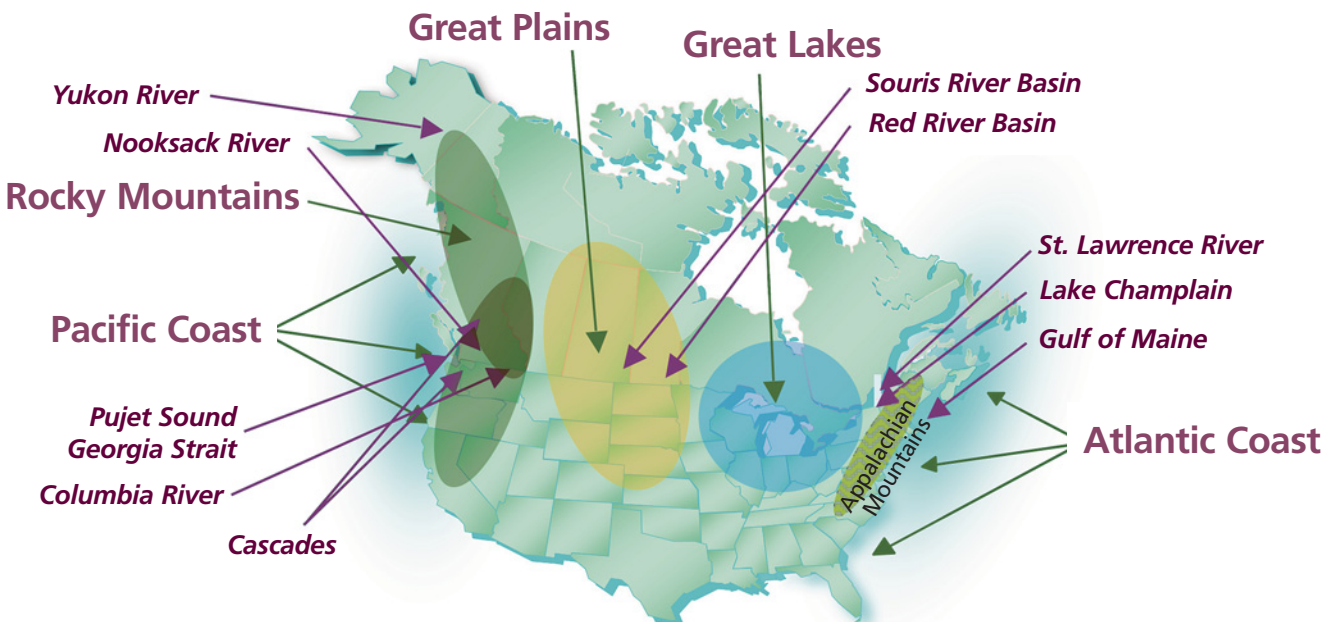 Great Plains
Great Lakes
Yukon River
Nooksack River
Rocky Mountains
Pacific Coast
Pujet Sound
Georgia Strait
Columbia River
Cascades
Souris River Basin
Red River Basin
St. Lawrence River
Lake Champlain
Gulf of Maine
Atlantic Coast
Appalachian
Mountains